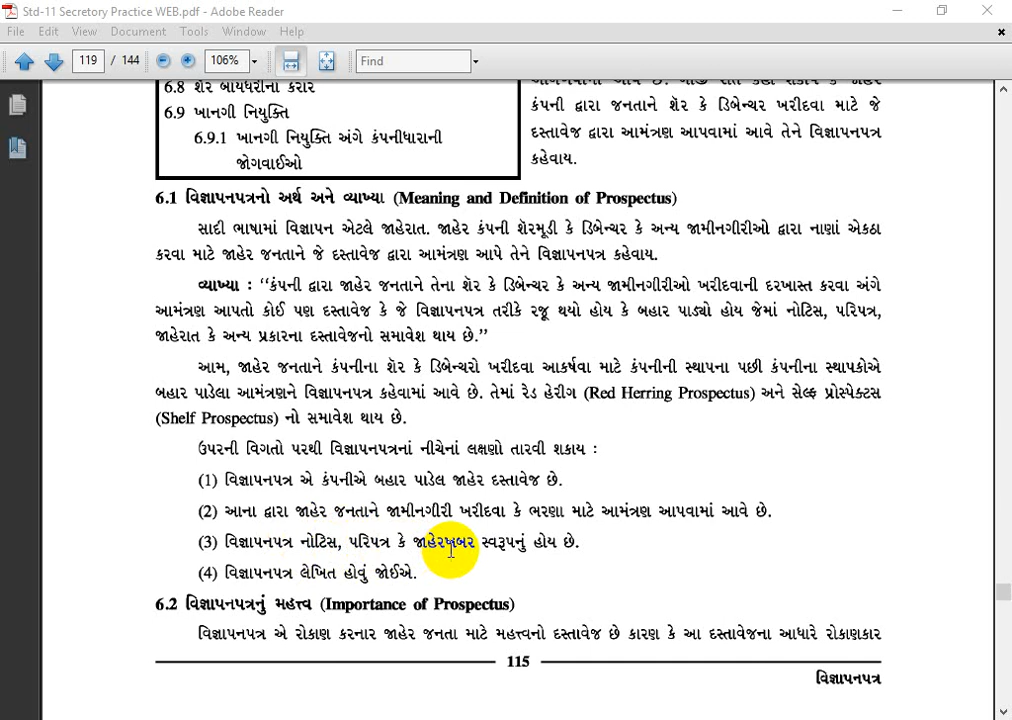 Std-11 Secretory Practice WEB.pdf - Adobe Reader
File Edit View Document Tools Window Help
119 / 144 106% Find
6.8 શૅર બાંયધરીના કરાર
6.9 ખાનગી નિયુક્તિ
6.9.1 ખાનગી નિયુક્તિ અંગે કંપનીધારાની
જોગવાઈઓ
કંપની દ્વારા જનતાને શૅર કે ડિબેન્ચર ખરીદવા માટે જે
દસ્તાવેજ દ્વારા આમંત્રણ આપવામાં આવે તેને વિજ્ઞાપનપત્ર
કહેવાય.
6.1 વિજ્ઞાપનપત્રનો અર્થ અને વ્યાખ્યા (Meaning and Definition of Prospectus)
સાદી ભાષામાં વિજ્ઞાપન એટલે જાહેરાત. જાહેર કંપની શૅરમૂડી કે ડિબેન્ચર કે અન્ય જામીનગીરીઓ દ્વારા નાણાં એકઠા
કરવા માટે જાહેર જનતાને જે દસ્તાવેજ દ્વારા આમંત્રણ આપે તેને વિજ્ઞાપનપત્ર કહેવાય.
વ્યાખ્યા : ‘‘કંપની દ્વારા જાહેર જનતાને તેના શૅર કે ડિબેન્ચર કે અન્ય જામીનગીરીઓ ખરીદવાની દરખાસ્ત કરવા અંગે
આમંત્રણ આપતો કોઈ પણ દસ્તાવેજ કે જે વિજ્ઞાપનપત્ર તરીકે રજૂ થયો હોય કે બહાર પાડ્યો હોય જેમાં નોટિસ, પરિપત્ર,
જાહેરાત કે અન્ય પ્રકારના દસ્તાવેજનો સમાવેશ થાય છે.’’
આમ, જાહેર જનતાને કંપનીના શૅર કે ડિબેન્ચરો ખરીદવા આકર્ષવા માટે કંપનીની સ્થાપના પછી કંપનીના સ્થાપકોએ
બહાર પાડેલા આમંત્રણને વિજ્ઞાપનપત્ર કહેવામાં આવે છે. તેમાં રેડ હેરીંગ (Red Herring Prospectus) અને સેલ્ફ પ્રોસ્પેક્ટસ
(Shelf Prospectus) નો સમાવેશ થાય છે.
ઉપરની વિગતો પરથી વિજ્ઞાપનપત્રનાં નીચેનાં લક્ષણો તારવી શકાય :
(1) વિજ્ઞાપનપત્ર એ કંપનીએ બહાર પાડેલ જાહેર દસ્તાવેજ છે.
(2) આના દ્વારા જાહેર જનતાને જામીનગીરી ખરીદવા કે ભરણા માટે આમંત્રણ આપવામાં આવે છે.
(3) વિજ્ઞાપનપત્ર નોટિસ, પરિપત્ર કે જાહેરખબર સ્વરૂપનું હોય છે.
(4) વિજ્ઞાપનપત્ર લેખિત હોવું જોઈએ.
6.2 વિજ્ઞાપનપત્રનું મહત્ત્વ (Importance of Prospectus)
વિજ્ઞાપનપત્ર એ રોકાણ કરનાર જાહેર જનતા માટે મહત્ત્વનો દસ્તાવેજ છે કારણ કે આ દસ્તાવેજના આધારે રોકાણકાર
115
વિજ્ઞાપનપત્ર